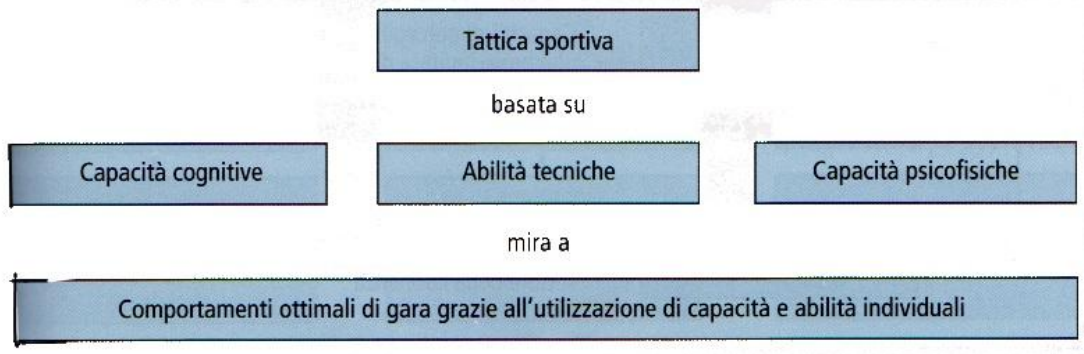 Tattica sportiva
basata su
Capacità cognitive
Abilità tecniche
Capacità psicofisiche
mira a
Comportamenti ottimali di gara grazie all'utilizzazione di capacità e abilità individuali